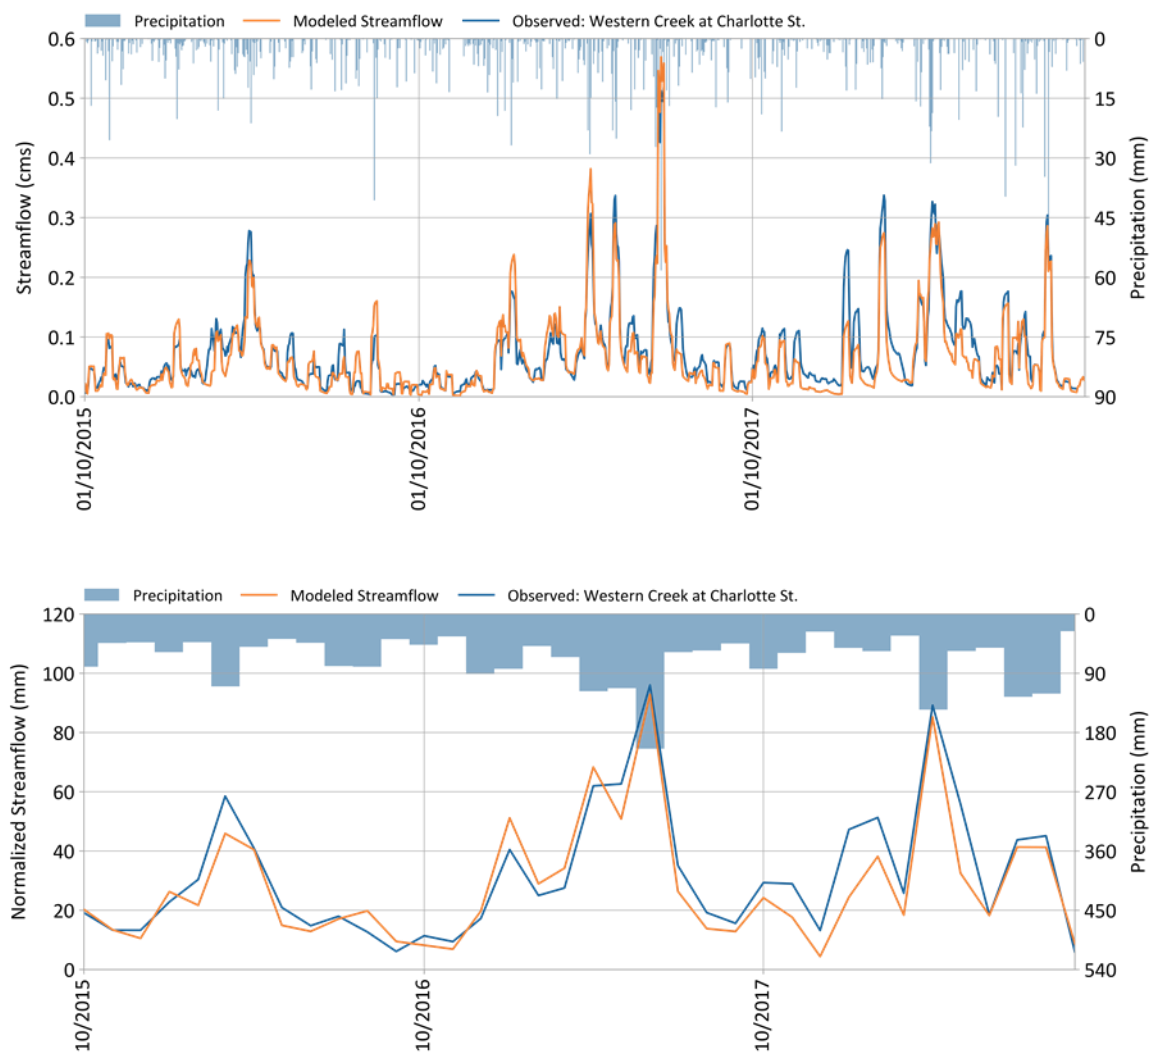 Precipitation Modeled Streamflow Observed: Western Creek at Charlotte St.
0.6 0
0.5 15
0.4 30
0.3 45
0.2 60
0.1 75
0.0 90
Streamflow (cms)
Precipitation (mm)
01/10/2015 01/10/2016 01/10/2017
Precipitation Modeled Streamflow Observed: Western Creek at Charlotte St.
120 0
100 90
80 180
60 270
40 360
20 450
0 540
Normalized Streamflow (mm)
Precipitation (mm)
10/2015 10/2016 10/2017